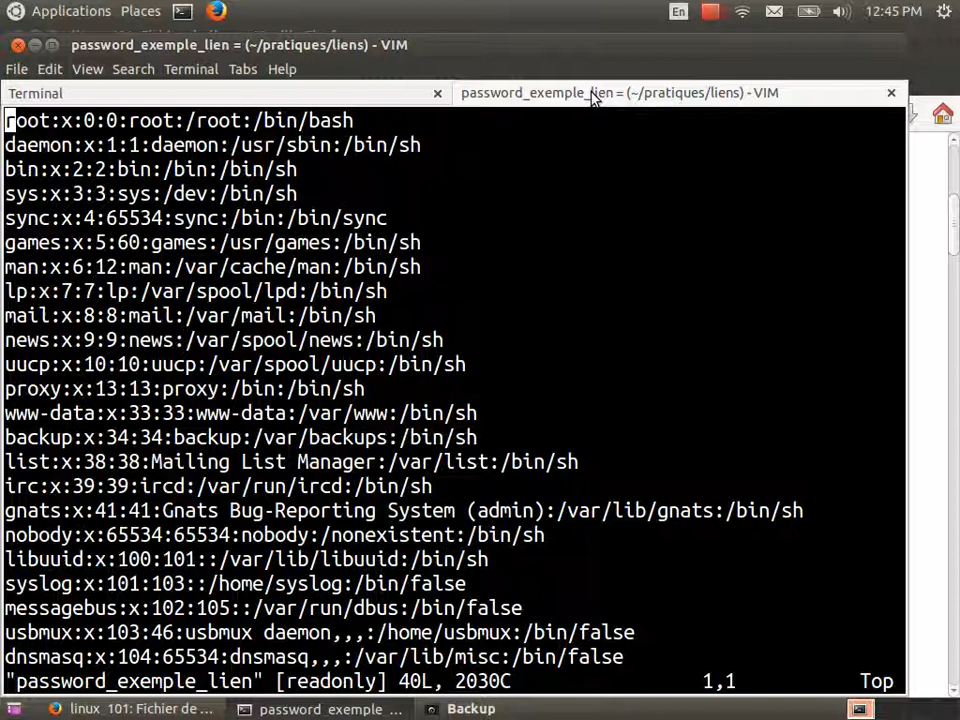 Applications Places En 12:45 PM
password_exemple_lien = (~/pratiques/liens) - VIM
File Edit View Search Terminal Tabs Help
Terminal × password_exemple_lien = (~/pratiques/liens) - VIM ×
root:x:0:0:root:/root:/bin/bash
daemon:x:1:1:daemon:/usr/sbin:/bin/sh
bin:x:2:2:bin:/bin:/bin/sh
sys:x:3:3:sys:/dev:/bin/sh
sync:x:4:65534:sync:/bin:/bin/sync
games:x:5:60:games:/usr/games:/bin/sh
man:x:6:12:man:/var/cache/man:/bin/sh
lp:x:7:7:lp:/var/spool/lpd:/bin/sh
mail:x:8:8:mail:/var/mail:/bin/sh
news:x:9:9:news:/var/spool/news:/bin/sh
uucp:x:10:10:uucp:/var/spool/uucp:/bin/sh
proxy:x:13:13:proxy:/bin:/bin/sh
www-data:x:33:33:www-data:/var/www:/bin/sh
backup:x:34:34:backup:/var/backups:/bin/sh
list:x:38:38:Mailing List Manager:/var/list:/bin/sh
irc:x:39:39:ircd:/var/run/ircd:/bin/sh
gnats:x:41:41:Gnats Bug-Reporting System (admin):/var/lib/gnats:/bin/sh
nobody:x:65534:65534:nobody:/nonexistent:/bin/sh
libuuid:x:100:101::/var/lib/libuuid:/bin/sh
syslog:x:101:103::/home/syslog:/bin/false
messagebus:x:102:105::/var/run/dbus:/bin/false
usbmux:x:103:46:usbmux daemon,,,:/home/usbmux:/bin/false
dnsmasq:x:104:65534:dnsmasq,,,:/var/lib/misc:/bin/false
"password_exemple_lien" [readonly] 40L, 2030C 1,1 Top
linux_101: Fichier de ... password exemple ... Backup